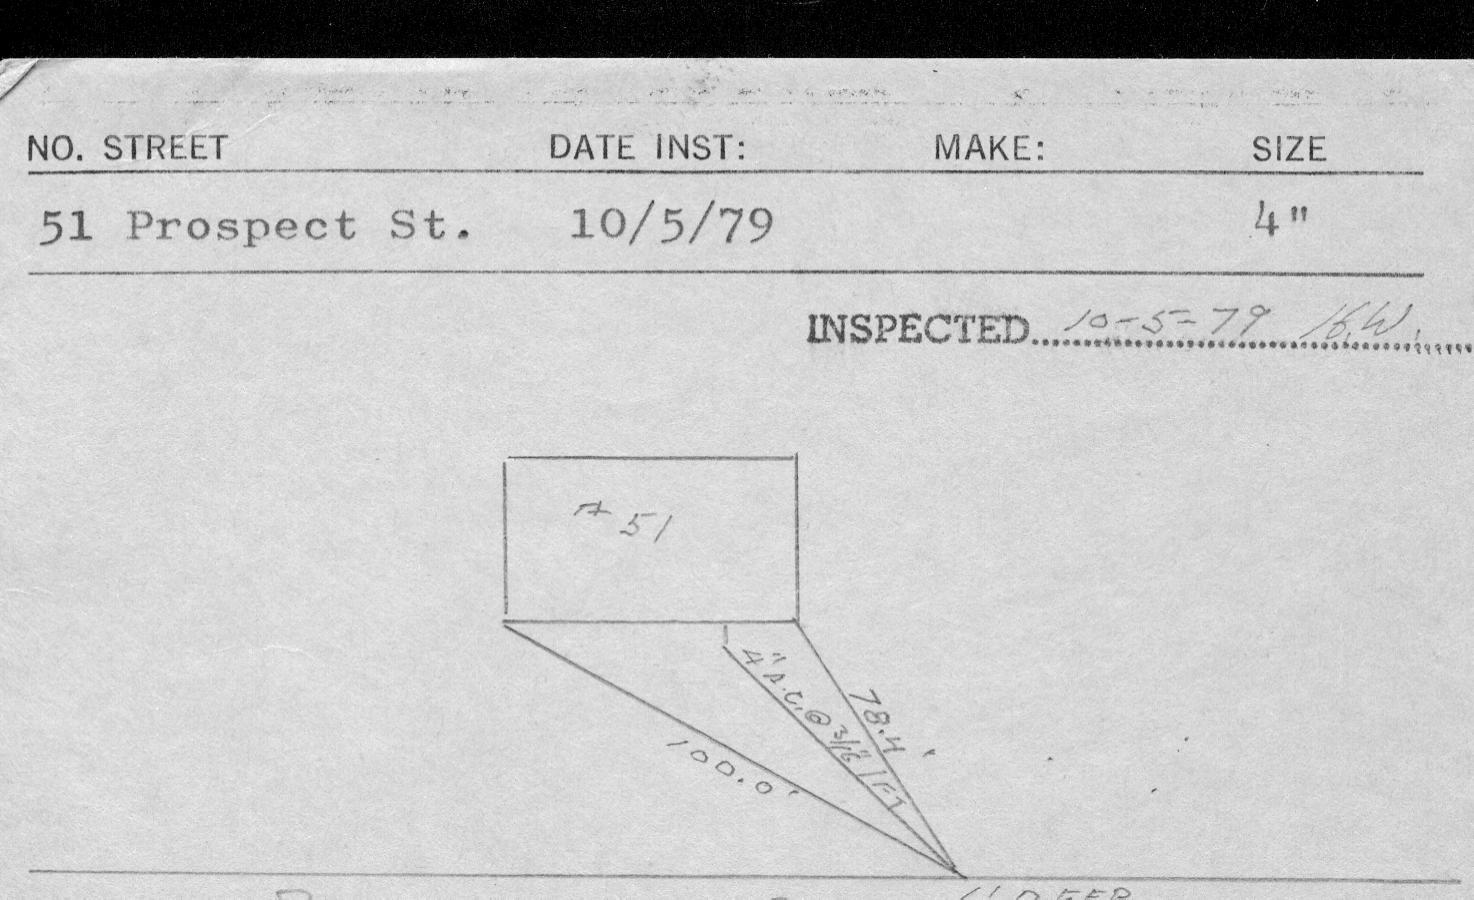 NO. STREET DATE INST: MAKE: SIZE
51 Prospect St. 10/5/79 4"
INSPECTED 10-5-79 K.W.
# 51
4" A.C. @ 3/16" / FT
78.4'
100.0'
DEEP